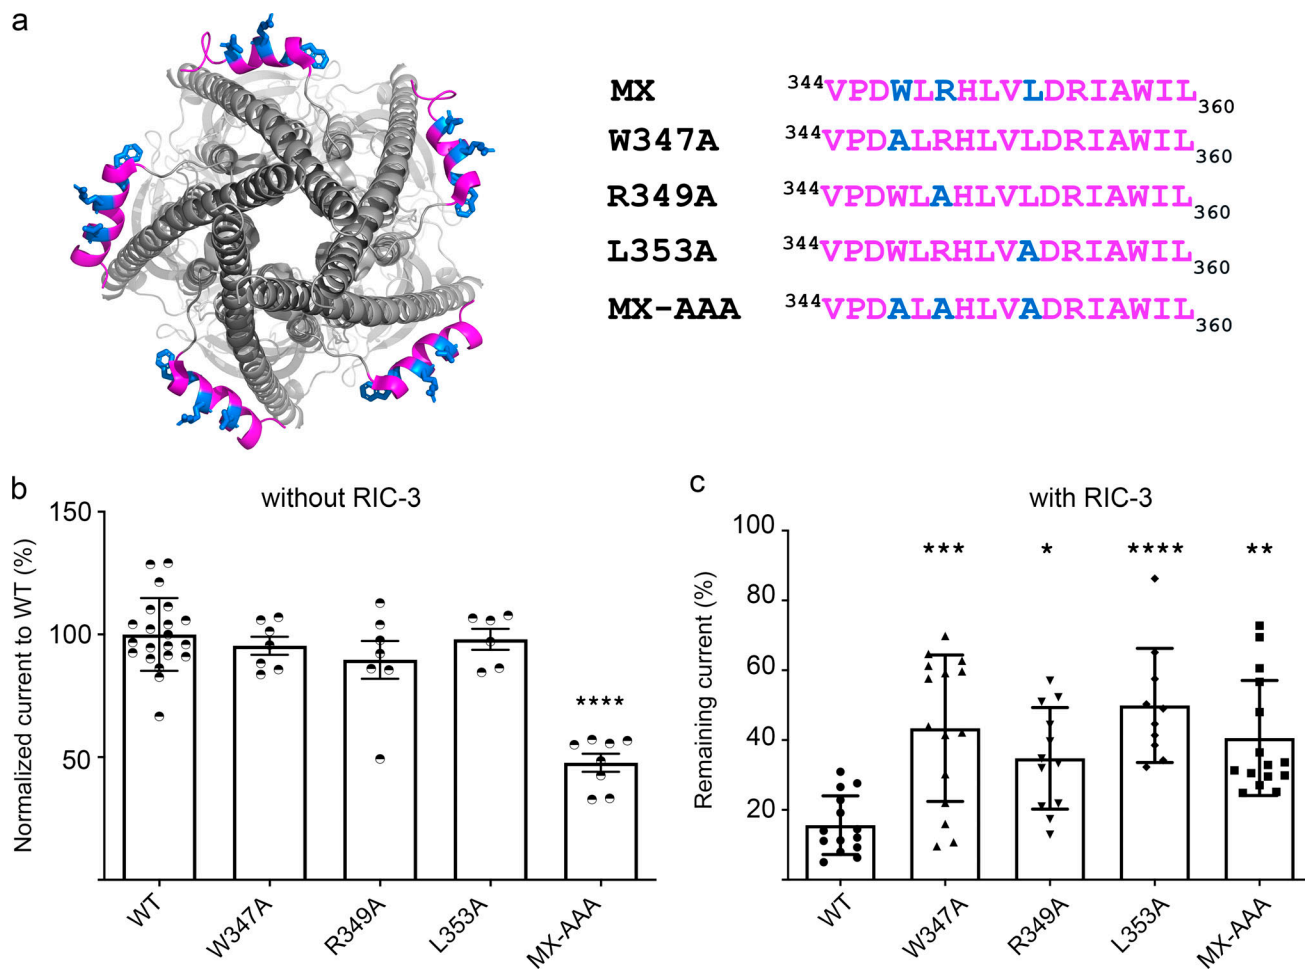 a
MX 344VPDWLRHLVLDRIAWIL360
W347A 344VPDALRHLVLDRIAWIL360
R349A 344VPDWLAHLVLDRIAWIL360
L353A 344VPDWLRHLVADRIAWIL360
MX-AAA 344VPDALAHLVADRIAWIL360
b
without RIC-3
Normalized current to WT (%)
150
100
50
****
WT
W347A
R349A
L353A
MX-AAA
c
with RIC-3
Remaining current (%)
100
80
60
40
20
*** * **** **
WT
W347A
R349A
L353A
MX-AAA